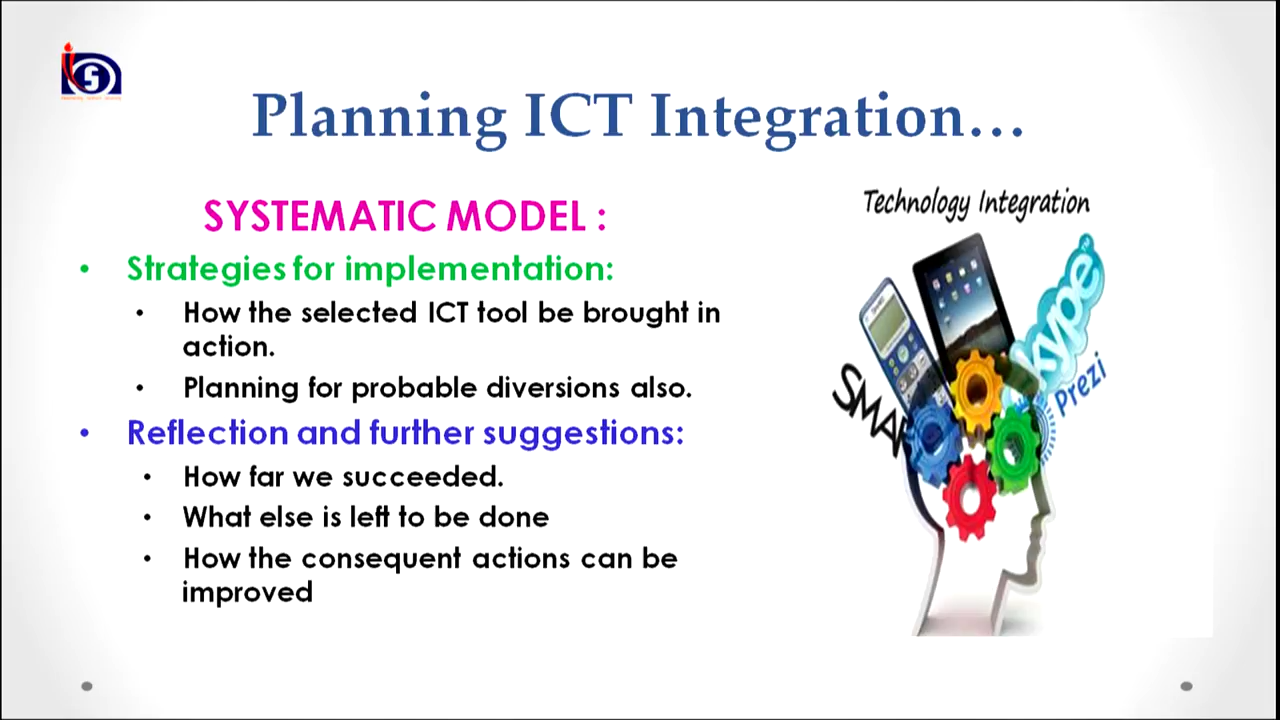 Planning ICT Integration...
SYSTEMATIC MODEL :
• Strategies for implementation:
• How the selected ICT tool be brought in
action.
• Planning for probable diversions also.
• Reflection and further suggestions:
• How far we succeeded.
• What else is left to be done
• How the consequent actions can be
improved
Technology Integration
kype
Prezi
SMAR